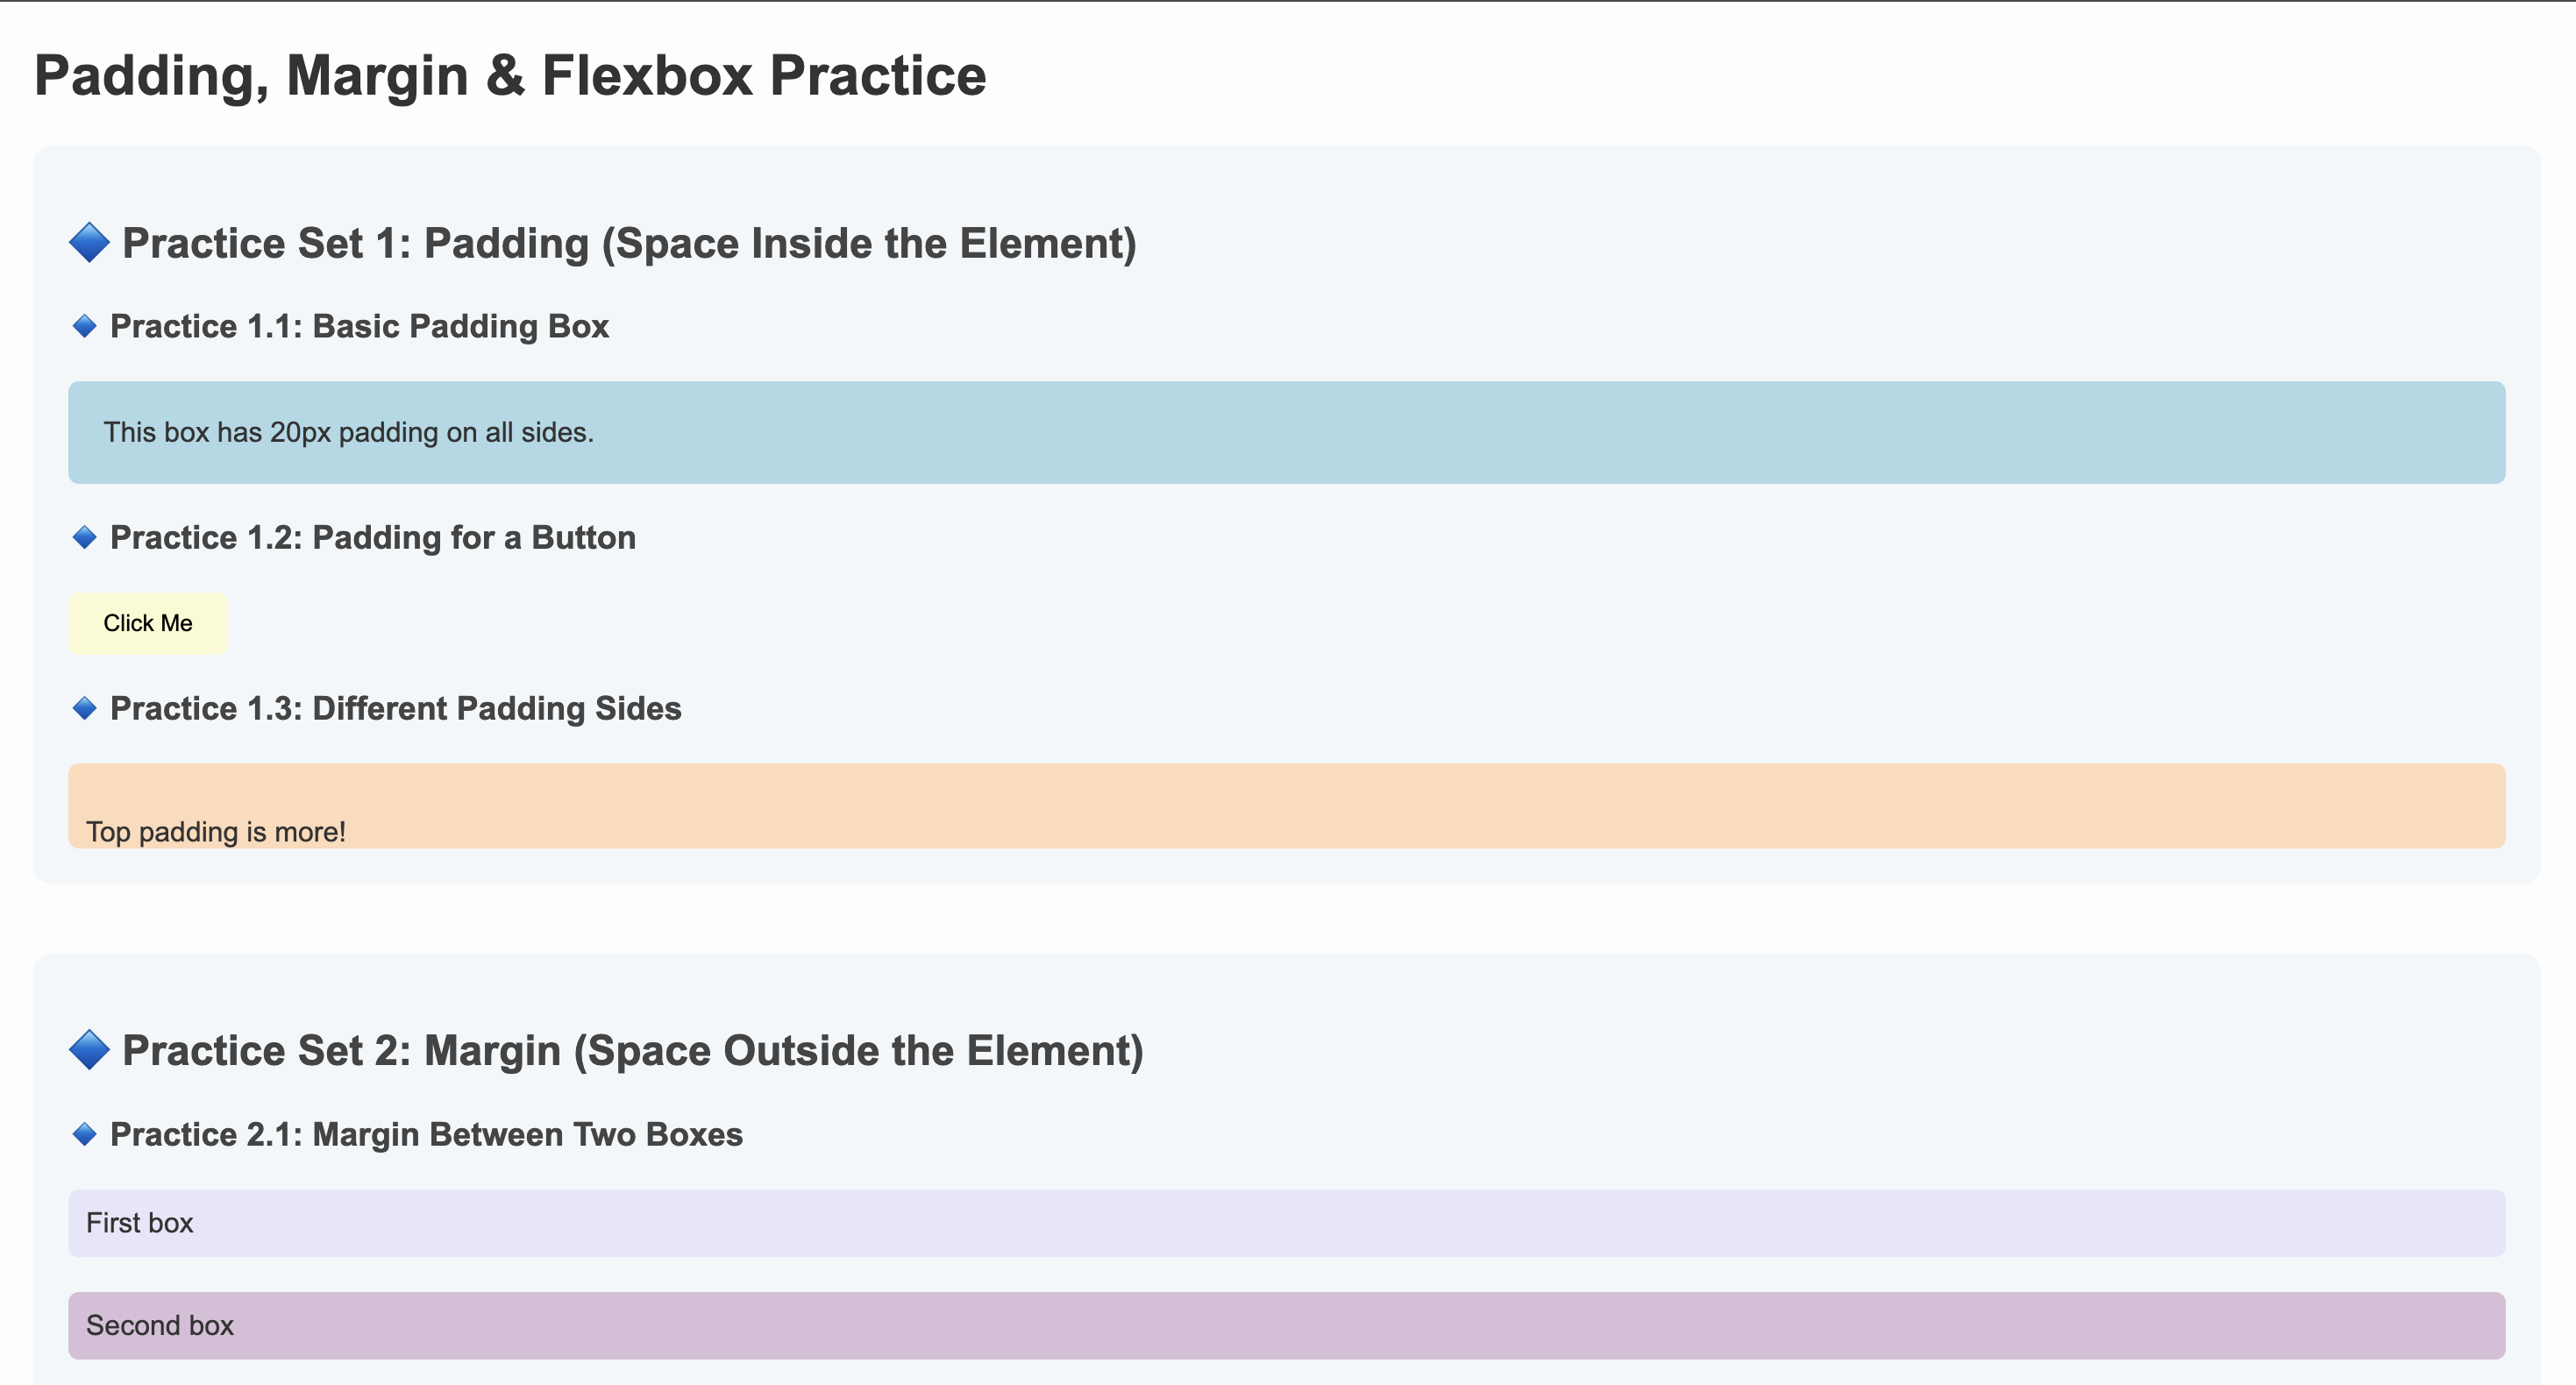 Padding, Margin & Flexbox Practice
🔷 Practice Set 1: Padding (Space Inside the Element)
🔹 Practice 1.1: Basic Padding Box
This box has 20px padding on all sides.
🔹 Practice 1.2: Padding for a Button
Click Me
🔹 Practice 1.3: Different Padding Sides
Top padding is more!
🔷 Practice Set 2: Margin (Space Outside the Element)
🔹 Practice 2.1: Margin Between Two Boxes
First box
Second box